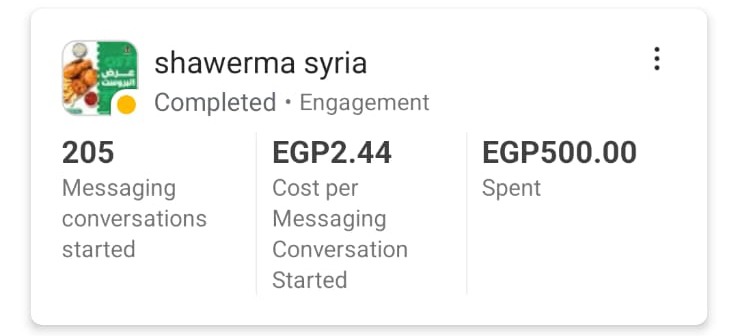 shawerma syria
Completed • Engagement
205
Messaging
conversations
started
EGP2.44
Cost per
Messaging
Conversation
Started
EGP500.00
Spent
عرض
البروست